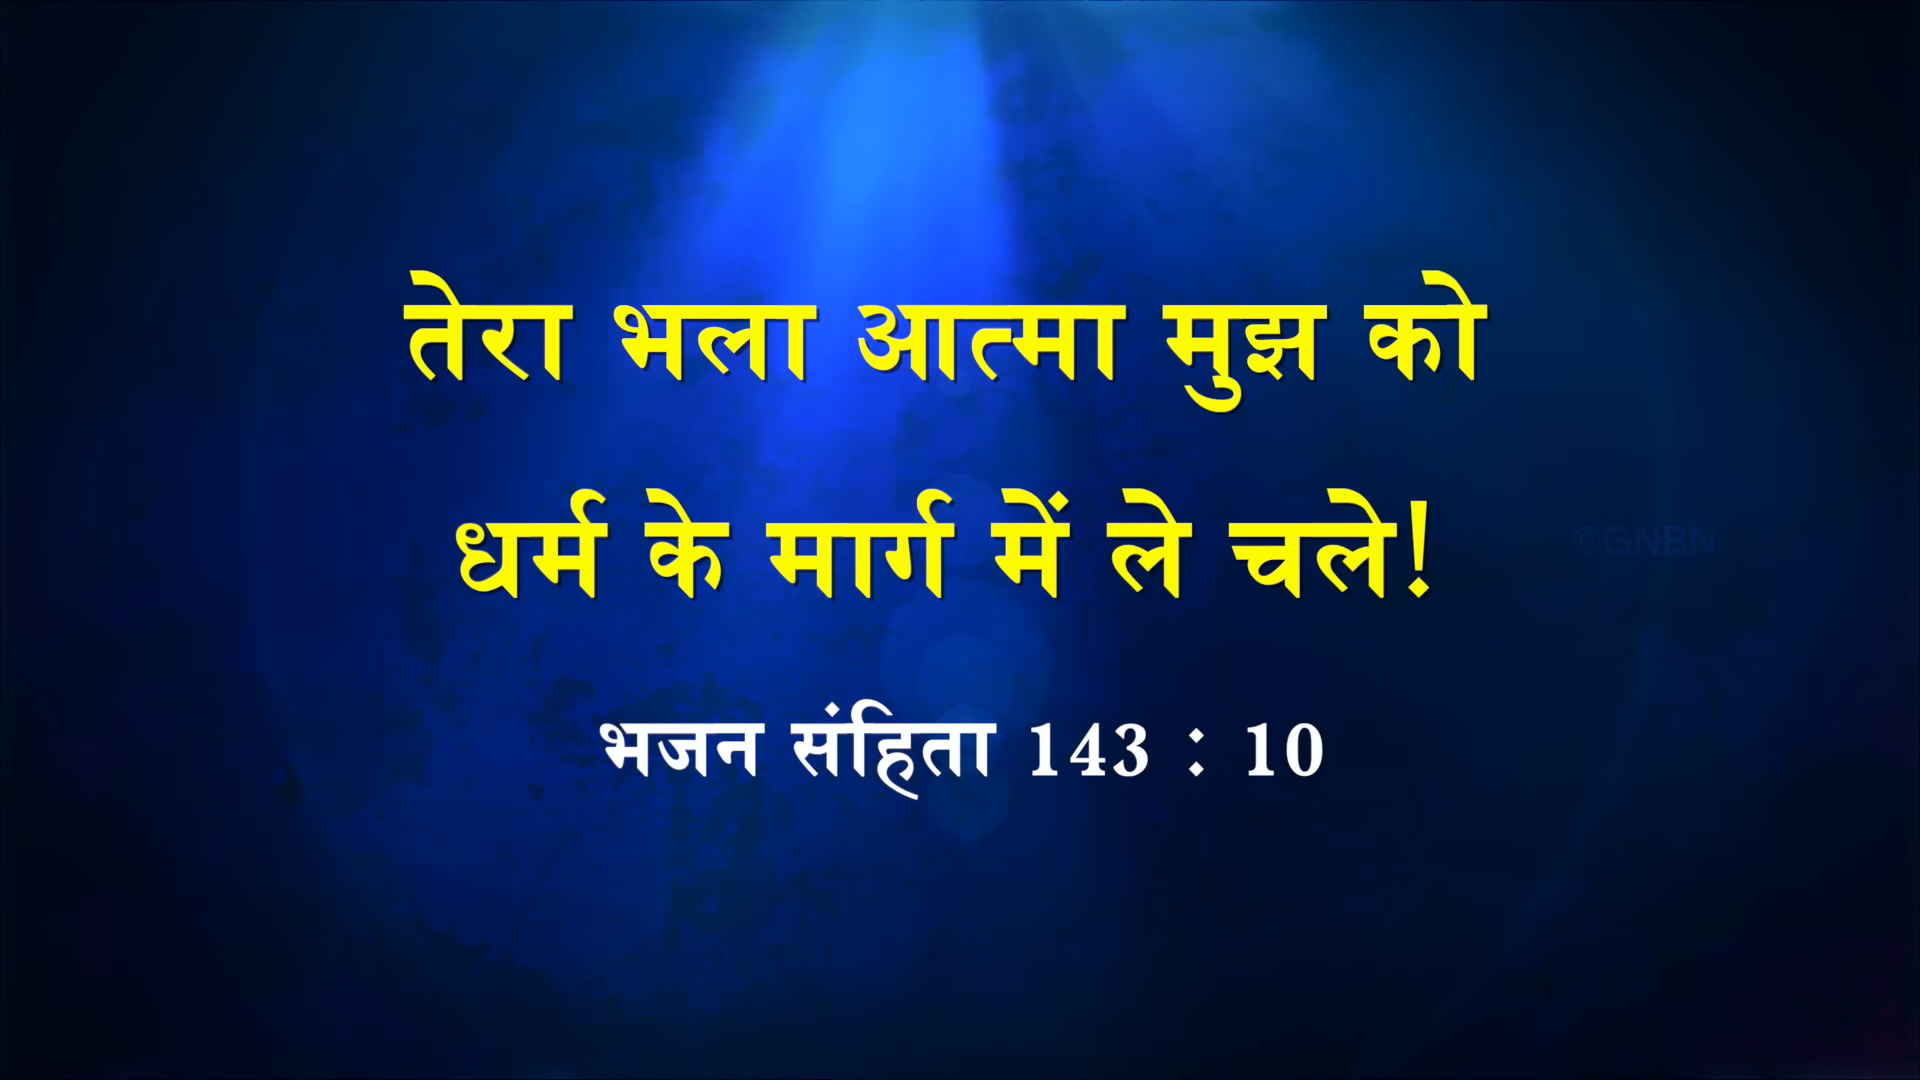 तेरा भला आत्मा मुझ को
धर्म के मार्ग में ले चले!
©GNBN
भजन संहिता 143 : 10